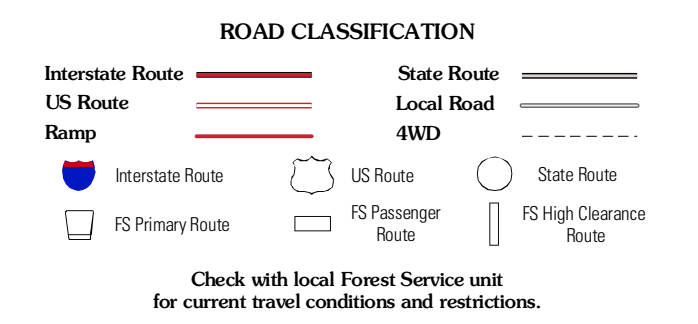 ROAD CLASSIFICATION
Interstate Route
State Route
US Route
Local Road
Ramp
4WD
Interstate Route
US Route
State Route
FS Primary Route
FS Passenger
Route
FS High Clearance
Route
Check with local Forest Service unit
for current travel conditions and restrictions.